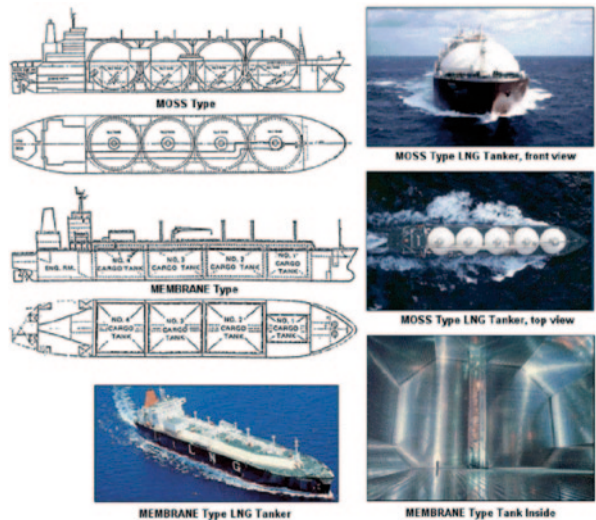 MOSS Type
MOSS Type LNG Tanker, front view
ENG. RM.
NO. 4
CARGO TANK
NO. 3
CARGO TANK
NO. 2
CARGO TANK
NO. 1
CARGO
TANK
MEMBRANE Type
MOSS Type LNG Tanker, top view
NO. 4
CARGO
TANK
NO. 3
CARGO
TANK
NO. 2
CARGO
TANK
NO. 1
CARGO
TANK
LNG
MEMBRANE Type LNG Tanker
MEMBRANE Type Tank Inside